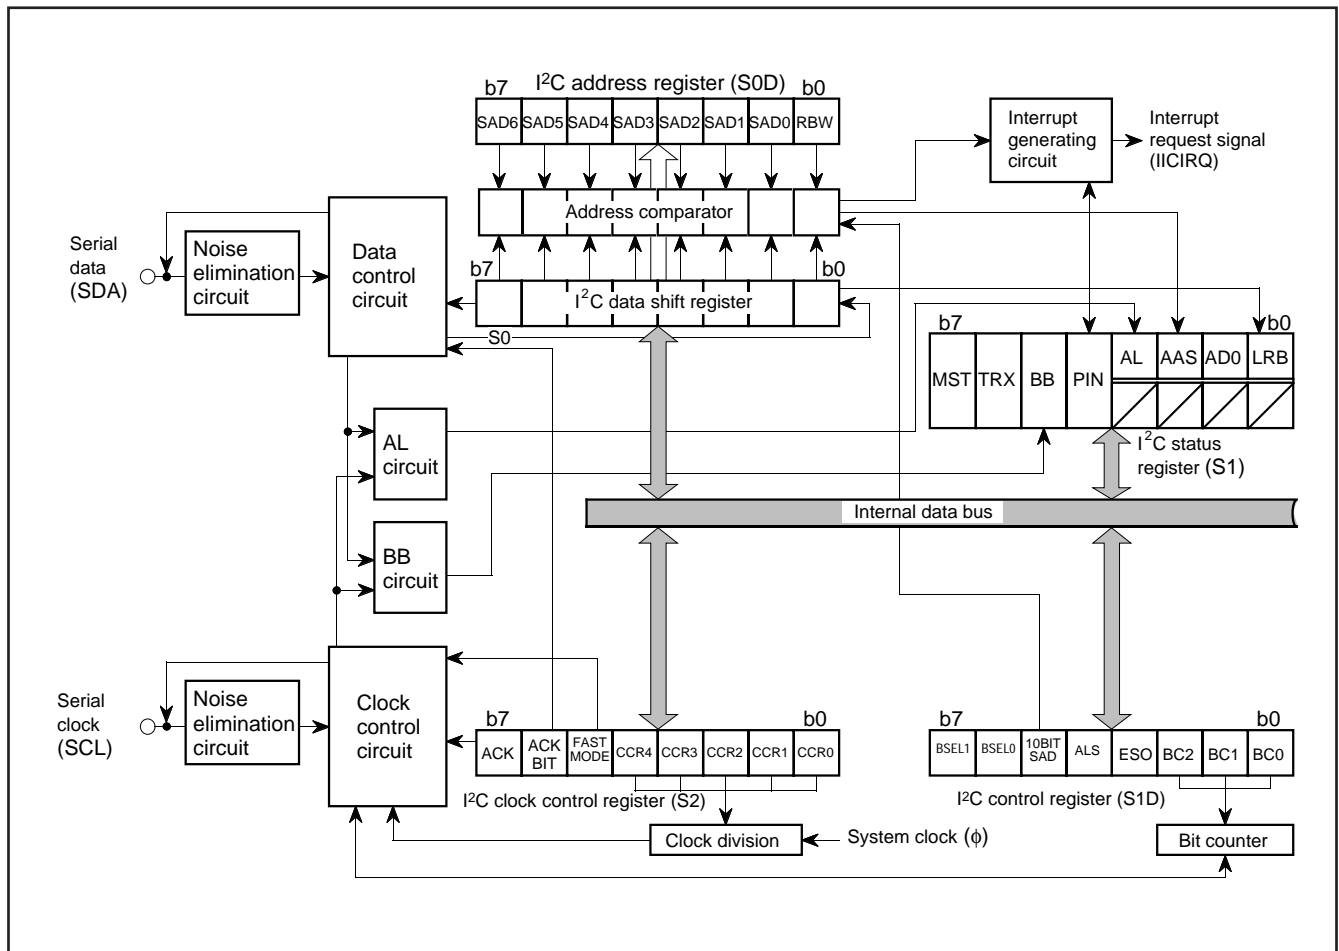 I²C address register (S0D)
b7
b0
SAD6 SAD5 SAD4 SAD3 SAD2 SAD1 SAD0 RBW
Interrupt
generating
circuit
Interrupt
request signal
(IICIRQ)
Address comparator
Serial
data
(SDA)
Noise
elimination
circuit
Data
control
circuit
b7
b0
I²C data shift register
S0
b7
b0
MST TRX BB PIN AL AAS AD0 LRB
I²C status
register (S1)
AL
circuit
Internal data bus
BB
circuit
Serial
clock
(SCL)
Noise
elimination
circuit
Clock
control
circuit
b7
b0
ACK
ACK
BIT
FAST
MODE
CCR4 CCR3 CCR2 CCR1 CCR0
I²C clock control register (S2)
Clock division
System clock (ϕ)
b7
b0
BSEL1 BSEL0
10BIT
SAD
ALS ESO BC2 BC1 BC0
I²C control register (S1D)
Bit counter